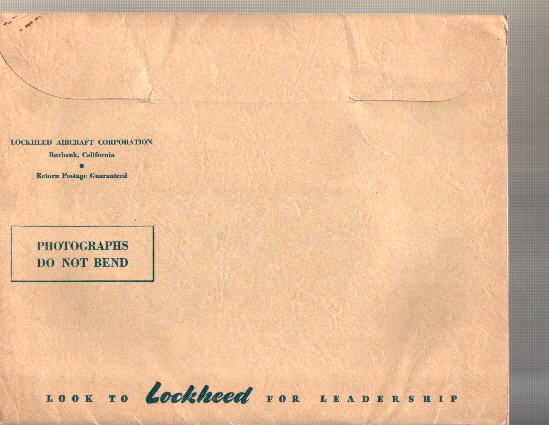 LOCKHEED AIRCRAFT CORPORATION
Burbank, California
Return Postage Guaranteed
PHOTOGRAPHS
DO NOT BEND
LOOK TO Lockheed FOR LEADERSHIP